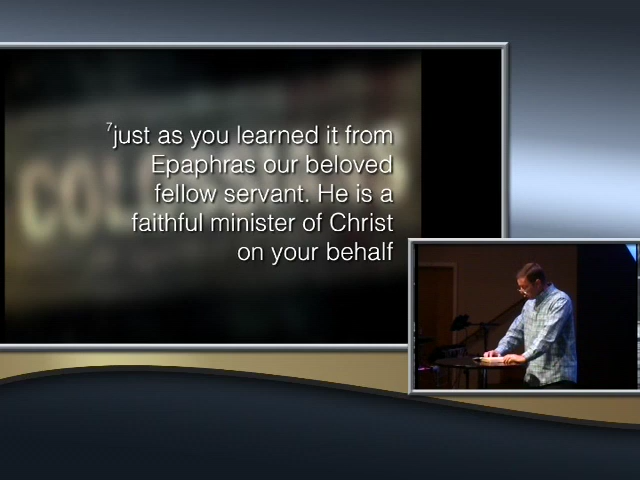 ⁷just as you learned it from
Epaphras our beloved
fellow servant. He is a
faithful minister of Christ
on your behalf